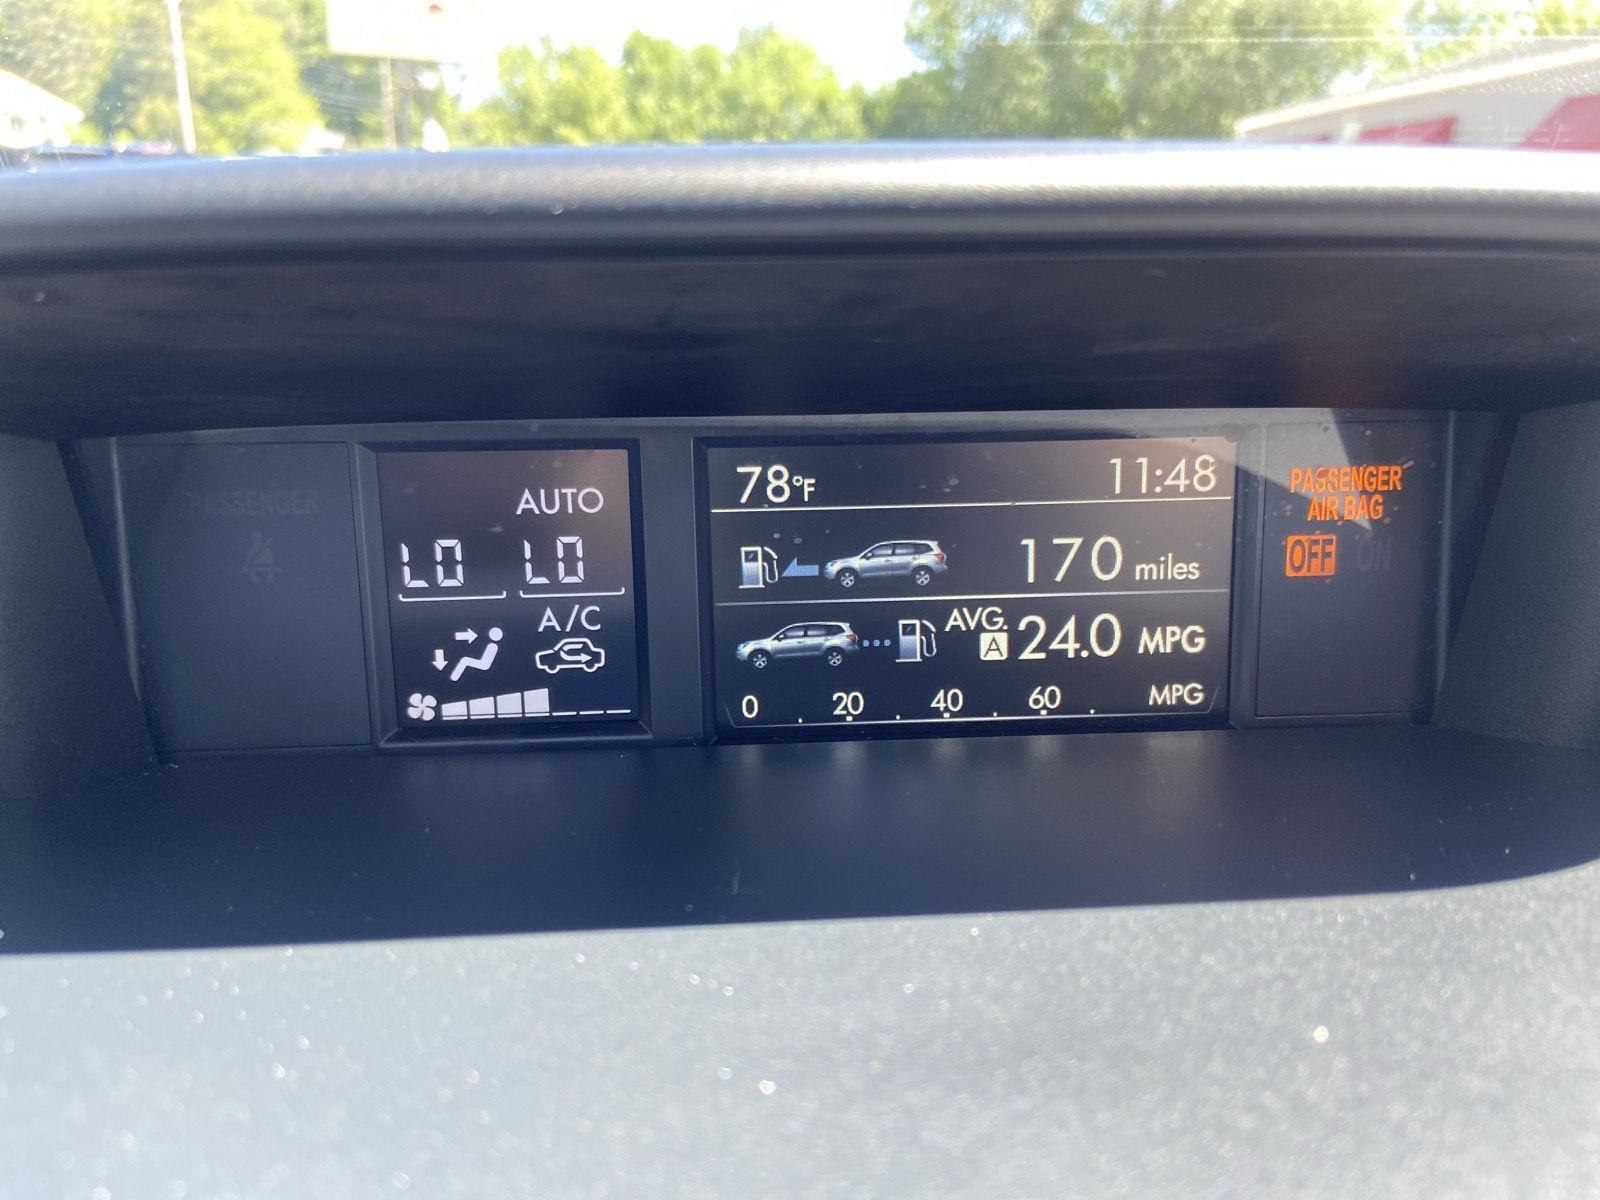 PASSENGER
AUTO
LO LO
A/C
78°F 11:48
170 miles
AVG.
A 24.0 MPG
0 20 40 60 MPG
PASSENGER
AIR BAG
OFF ON